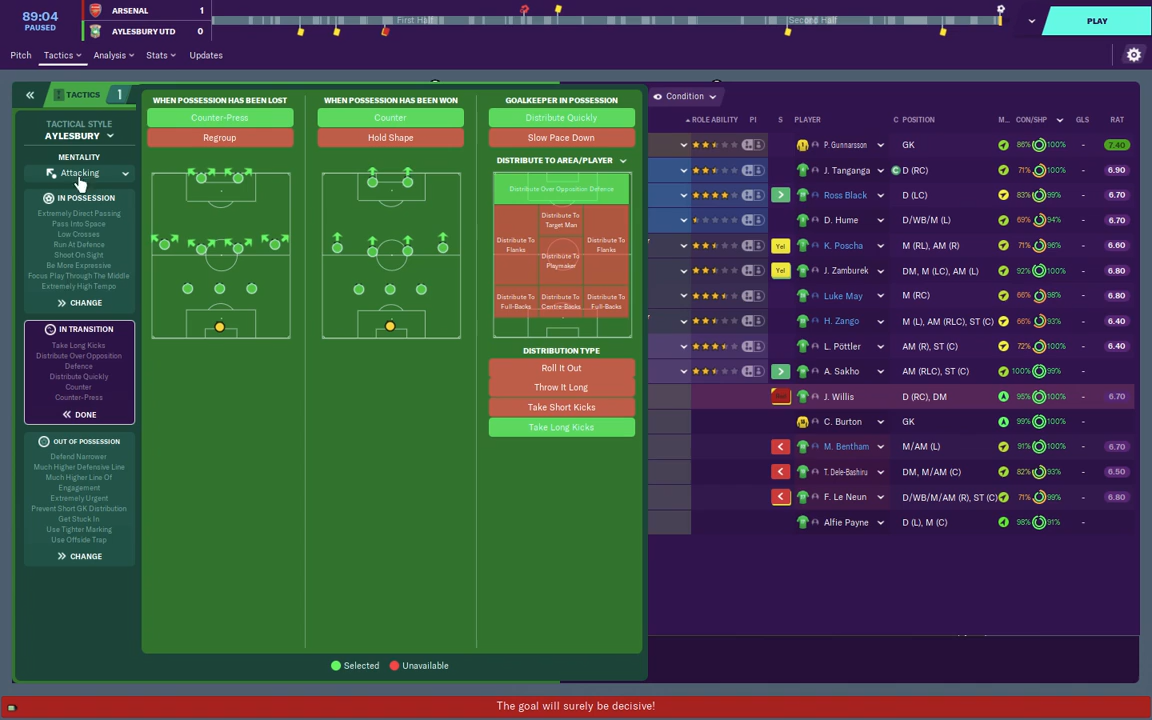 89:04
PAUSED
ARSENAL 1
AYLESBURY UTD 0
First Half
Second Half
PLAY
Pitch
Tactics
Analysis
Stats
Updates
TACTICS 1
TACTICAL STYLE
AYLESBURY
MENTALITY
Attacking
IN POSSESSION
Extremely Direct Passing
Pass Into Space
Low Crosses
Run At Defence
Shoot On Sight
Be More Expressive
Focus Play Through The Middle
Extremely High Tempo
CHANGE
IN TRANSITION
Take Long Kicks
Distribute Over Opposition
Defence
Distribute Quickly
Counter
Counter-Press
DONE
OUT OF POSSESSION
Defend Narrower
Much Higher Defensive Line
Much Higher Line Of
Engagement
Extremely Urgent
Prevent Short GK Distribution
Get Stuck In
Use Tighter Marking
Use Offside Trap
CHANGE
WHEN POSSESSION HAS BEEN LOST
Counter-Press
Regroup
WHEN POSSESSION HAS BEEN WON
Counter
Hold Shape
GOALKEEPER IN POSSESSION
Distribute Quickly
Slow Pace Down
DISTRIBUTE TO AREA/PLAYER
Distribute Over Opposition Defence
Distribute To
Target Man
Distribute To
Flanks
Distribute To
Flanks
Distribute To
Playmaker
Distribute To
Full-Backs
Distribute To
Centre-Backs
Distribute To
Full-Backs
DISTRIBUTION TYPE
Roll It Out
Throw It Long
Take Short Kicks
Take Long Kicks
Selected
Unavailable
Condition
ROLE ABILITY PI S PLAYER C POSITION M... CON/SHP GLS RAT
P. Gunnarsson GK 86% 100% - 7.40
J. Tanganga C D (RC) 71% 100% - 6.90
Ross Black D (LC) 83% 99% - 6.70
D. Hume D/WB/M (L) 69% 94% - 6.70
Yel K. Poscha M (RL), AM (R) 71% 96% - 6.60
Yel J. Zamburek DM, M (LC), AM (L) 92% 100% - 6.80
Luke May M (RC) 66% 98% - 6.80
H. Zango M (L), AM (RLC), ST (C) 66% 93% - 6.40
L. Pöttler AM (R), ST (C) 72% 100% - 6.40
A. Sakho AM (RLC), ST (C) 100% 99% -
J. Willis D (RC), DM 95% 100% - 6.70
C. Burton GK 99% 100% -
M. Bentham M/AM (L) 91% 100% - 6.70
T. Dele-Bashiru DM, M/AM (C) 82% 93% - 6.50
F. Le Neun D/WB/M/AM (R), ST (C) 71% 99% - 6.80
Alfie Payne D (L), M (C) 98% 91% -
The goal will surely be decisive!